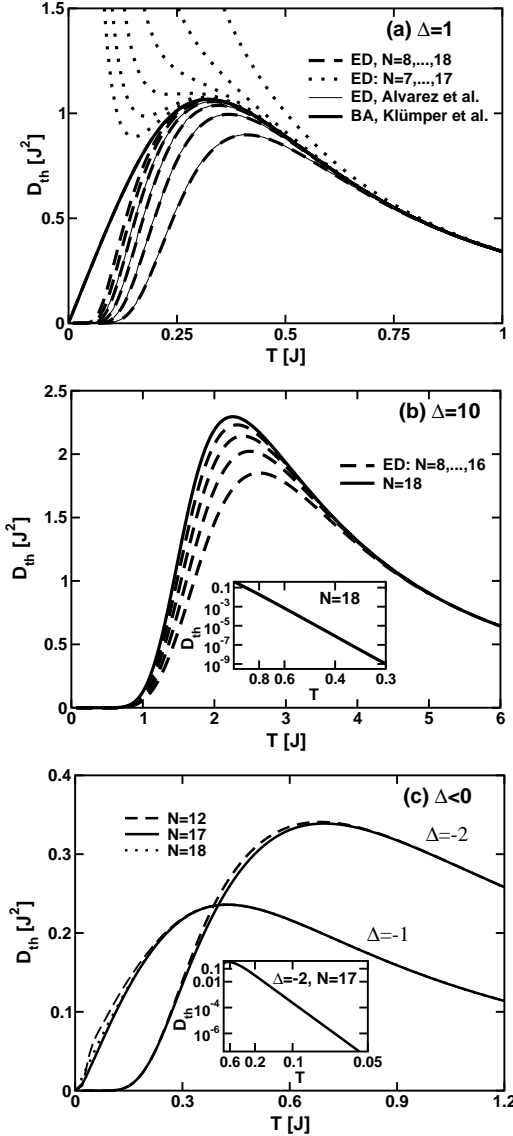 (a) Δ=1
ED, N=8,...,18
ED: N=7,...,17
ED, Alvarez et al.
BA, Klümper et al.
D_th [J^2]
1.5
1
0.5
0
0
0.25
0.5
0.75
1
T [J]
(b) Δ=10
ED: N=8,...,16
N=18
D_th [J^2]
2.5
2
1.5
1
0.5
0
N=18
D_th
0.1
10^-3
10^-5
10^-7
10^-9
0.8
0.6
0.4
0.3
T
0
1
2
3
4
5
6
T [J]
(c) Δ<0
N=12
N=17
N=18
Δ=-2
Δ=-1
D_th [J^2]
0.4
0.3
0.2
0.1
0
Δ=-2, N=17
D_th
0.1
0.01
10^-4
10^-6
0.6
0.2
0.1
0.05
T
0
0.3
0.6
0.9
1.2
T [J]